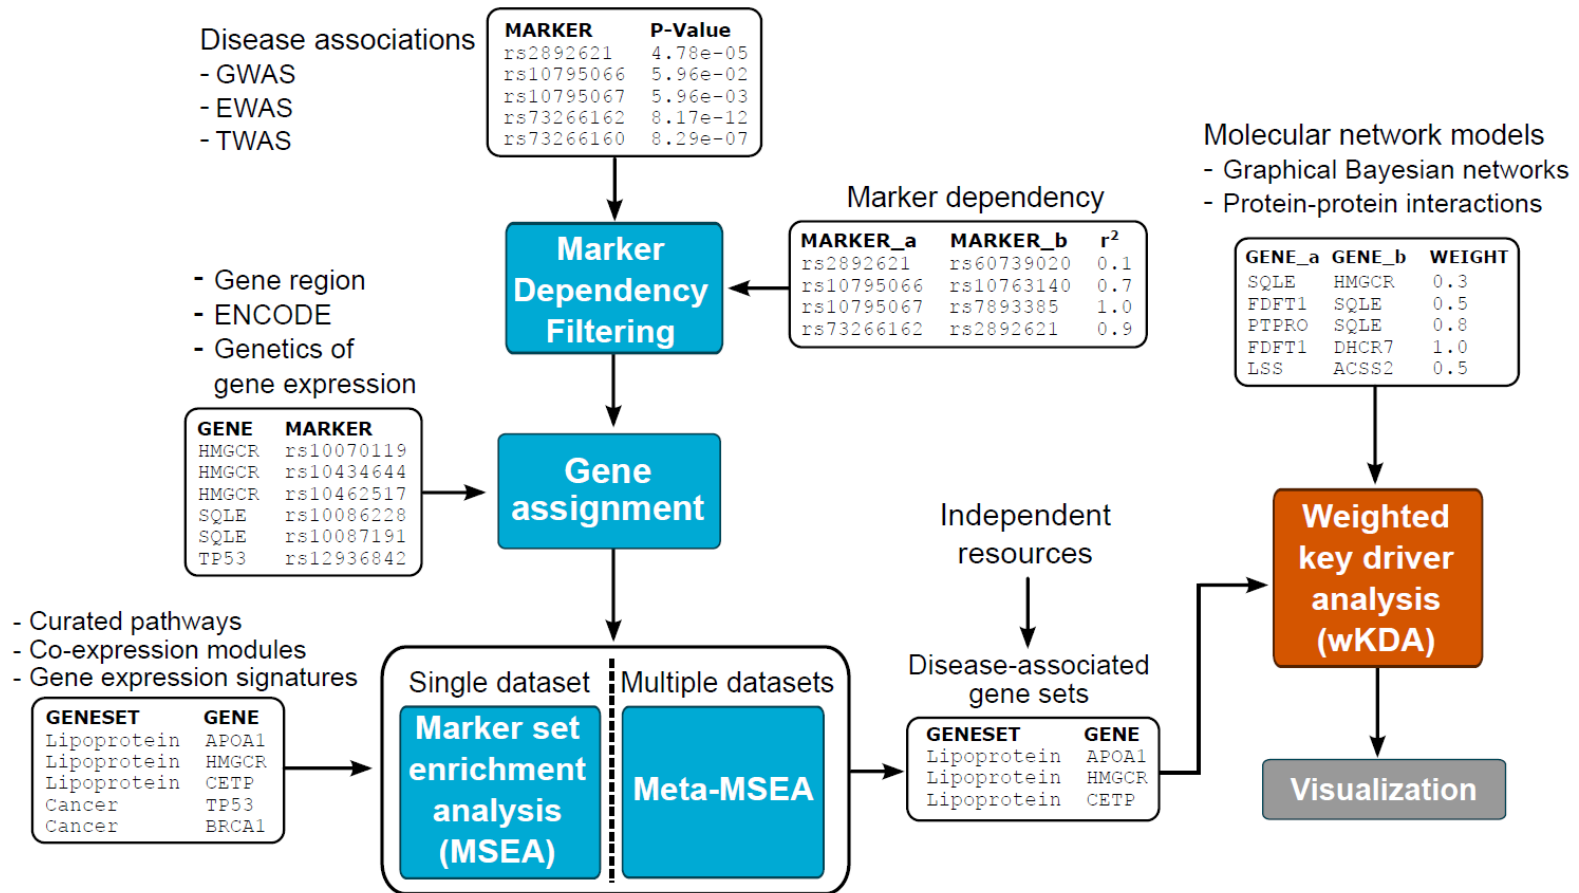 Disease associations
- GWAS
- EWAS
- TWAS
MARKER P-Value
rs2892621 4.78e-05
rs10795066 5.96e-02
rs10795067 5.96e-03
rs73266162 8.17e-12
rs73266160 8.29e-07
Marker
Dependency
Filtering
Marker dependency
MARKER_a MARKER_b r²
rs2892621 rs60739020 0.1
rs10795066 rs10763140 0.7
rs10795067 rs7893385 1.0
rs73266162 rs2892621 0.9
Molecular network models
- Graphical Bayesian networks
- Protein-protein interactions
GENE_a GENE_b WEIGHT
SQLE HMGCR 0.3
FDFT1 SQLE 0.5
PTPRO SQLE 0.8
FDFT1 DHCR7 1.0
LSS ACSS2 0.5
- Gene region
- ENCODE
- Genetics of
gene expression
GENE MARKER
HMGCR rs10070119
HMGCR rs10434644
HMGCR rs10462517
SQLE rs10086228
SQLE rs10087191
TP53 rs12936842
Gene
assignment
- Curated pathways
- Co-expression modules
- Gene expression signatures
GENESET GENE
Lipoprotein APOA1
Lipoprotein HMGCR
Lipoprotein CETP
Cancer TP53
Cancer BRCA1
Single dataset
Marker set
enrichment
analysis
(MSEA)
Multiple datasets
Meta-MSEA
Independent
resources
Disease-associated
gene sets
GENESET GENE
Lipoprotein APOA1
Lipoprotein HMGCR
Lipoprotein CETP
Weighted
key driver
analysis
(wKDA)
Visualization